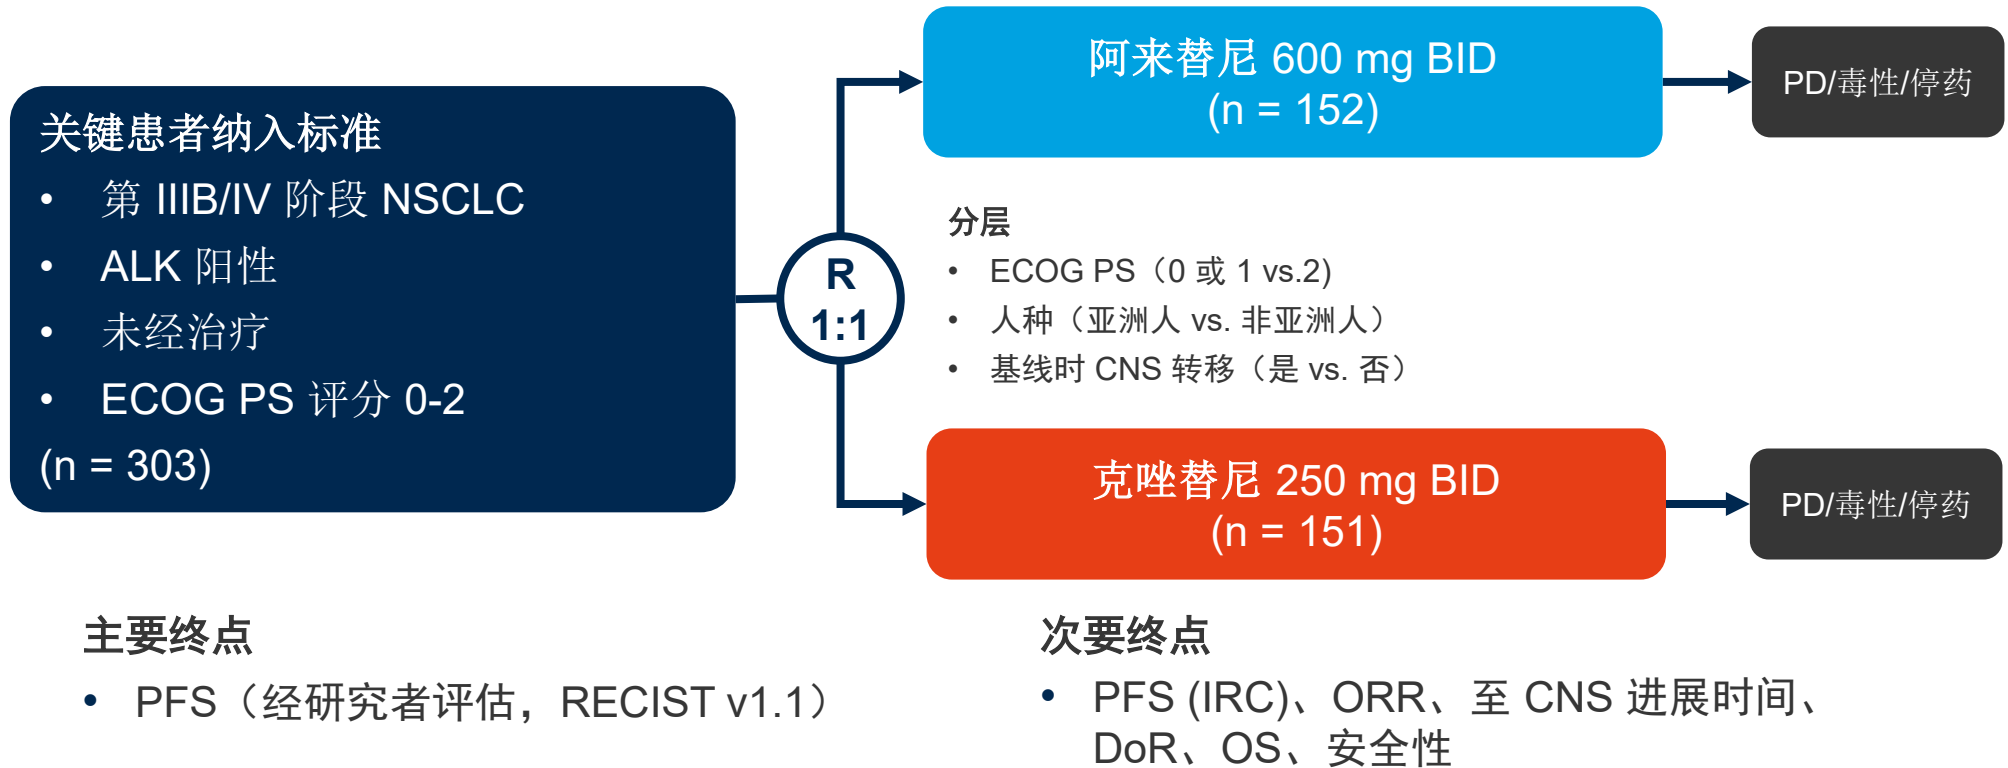 关键患者纳入标准
• 第 IIIB/IV 阶段 NSCLC
• ALK 阳性
• 未经治疗
• ECOG PS 评分 0-2
(n = 303)
R
1:1
阿来替尼 600 mg BID
(n = 152)
PD/毒性/停药
分层
• ECOG PS（0 或 1 vs.2)
• 人种（亚洲人 vs. 非亚洲人）
• 基线时 CNS 转移（是 vs. 否）
克唑替尼 250 mg BID
(n = 151)
PD/毒性/停药
主要终点
• PFS（经研究者评估，RECIST v1.1）
次要终点
• PFS (IRC)、ORR、至 CNS 进展时间、
DoR、OS、安全性